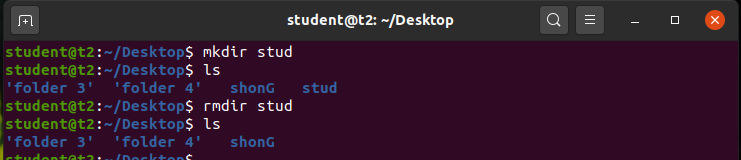 student@t2: ~/Desktop
student@t2:~/Desktop$ mkdir stud
student@t2:~/Desktop$ ls
'folder 3'  'folder 4'   shonG   stud
student@t2:~/Desktop$ rmdir stud
student@t2:~/Desktop$ ls
'folder 3'  'folder 4'   shonG
student@t2:~/Desktop$